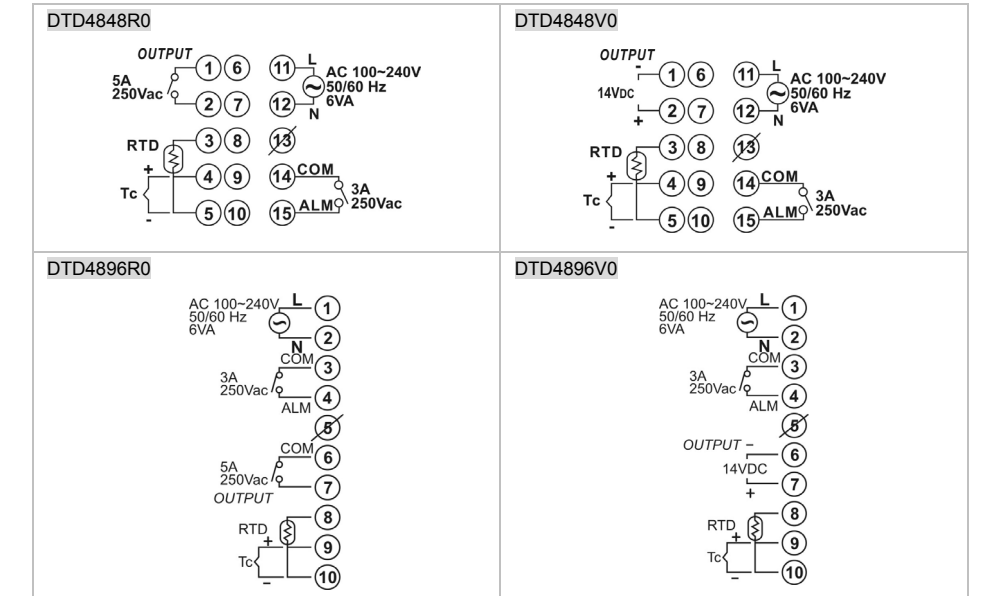 DTD4848R0
OUTPUT
5A
250Vac
1 6
2 7
RTD
3 8
+
Tc
4 9
-
5 10
11
L
AC 100~240V
50/60 Hz
6VA
12
N
13
14 COM
3A
250Vac
15 ALM
DTD4848V0
OUTPUT
-
1 6
14VDC
+
2 7
RTD
3 8
+
Tc
4 9
-
5 10
11
L
AC 100~240V
50/60 Hz
6VA
12
N
13
14 COM
3A
250Vac
15 ALM
DTD4896R0
AC 100~240V
50/60 Hz
6VA
L
1
N
2
COM
3
3A
250Vac
ALM
4
5
COM
6
5A
250Vac
OUTPUT
7
RTD
8
+
9
Tc
-
10
DTD4896V0
AC 100~240V
50/60 Hz
6VA
L
1
N
2
COM
3
3A
250Vac
ALM
4
5
OUTPUT -
6
14VDC
+
7
RTD
8
+
9
Tc
-
10